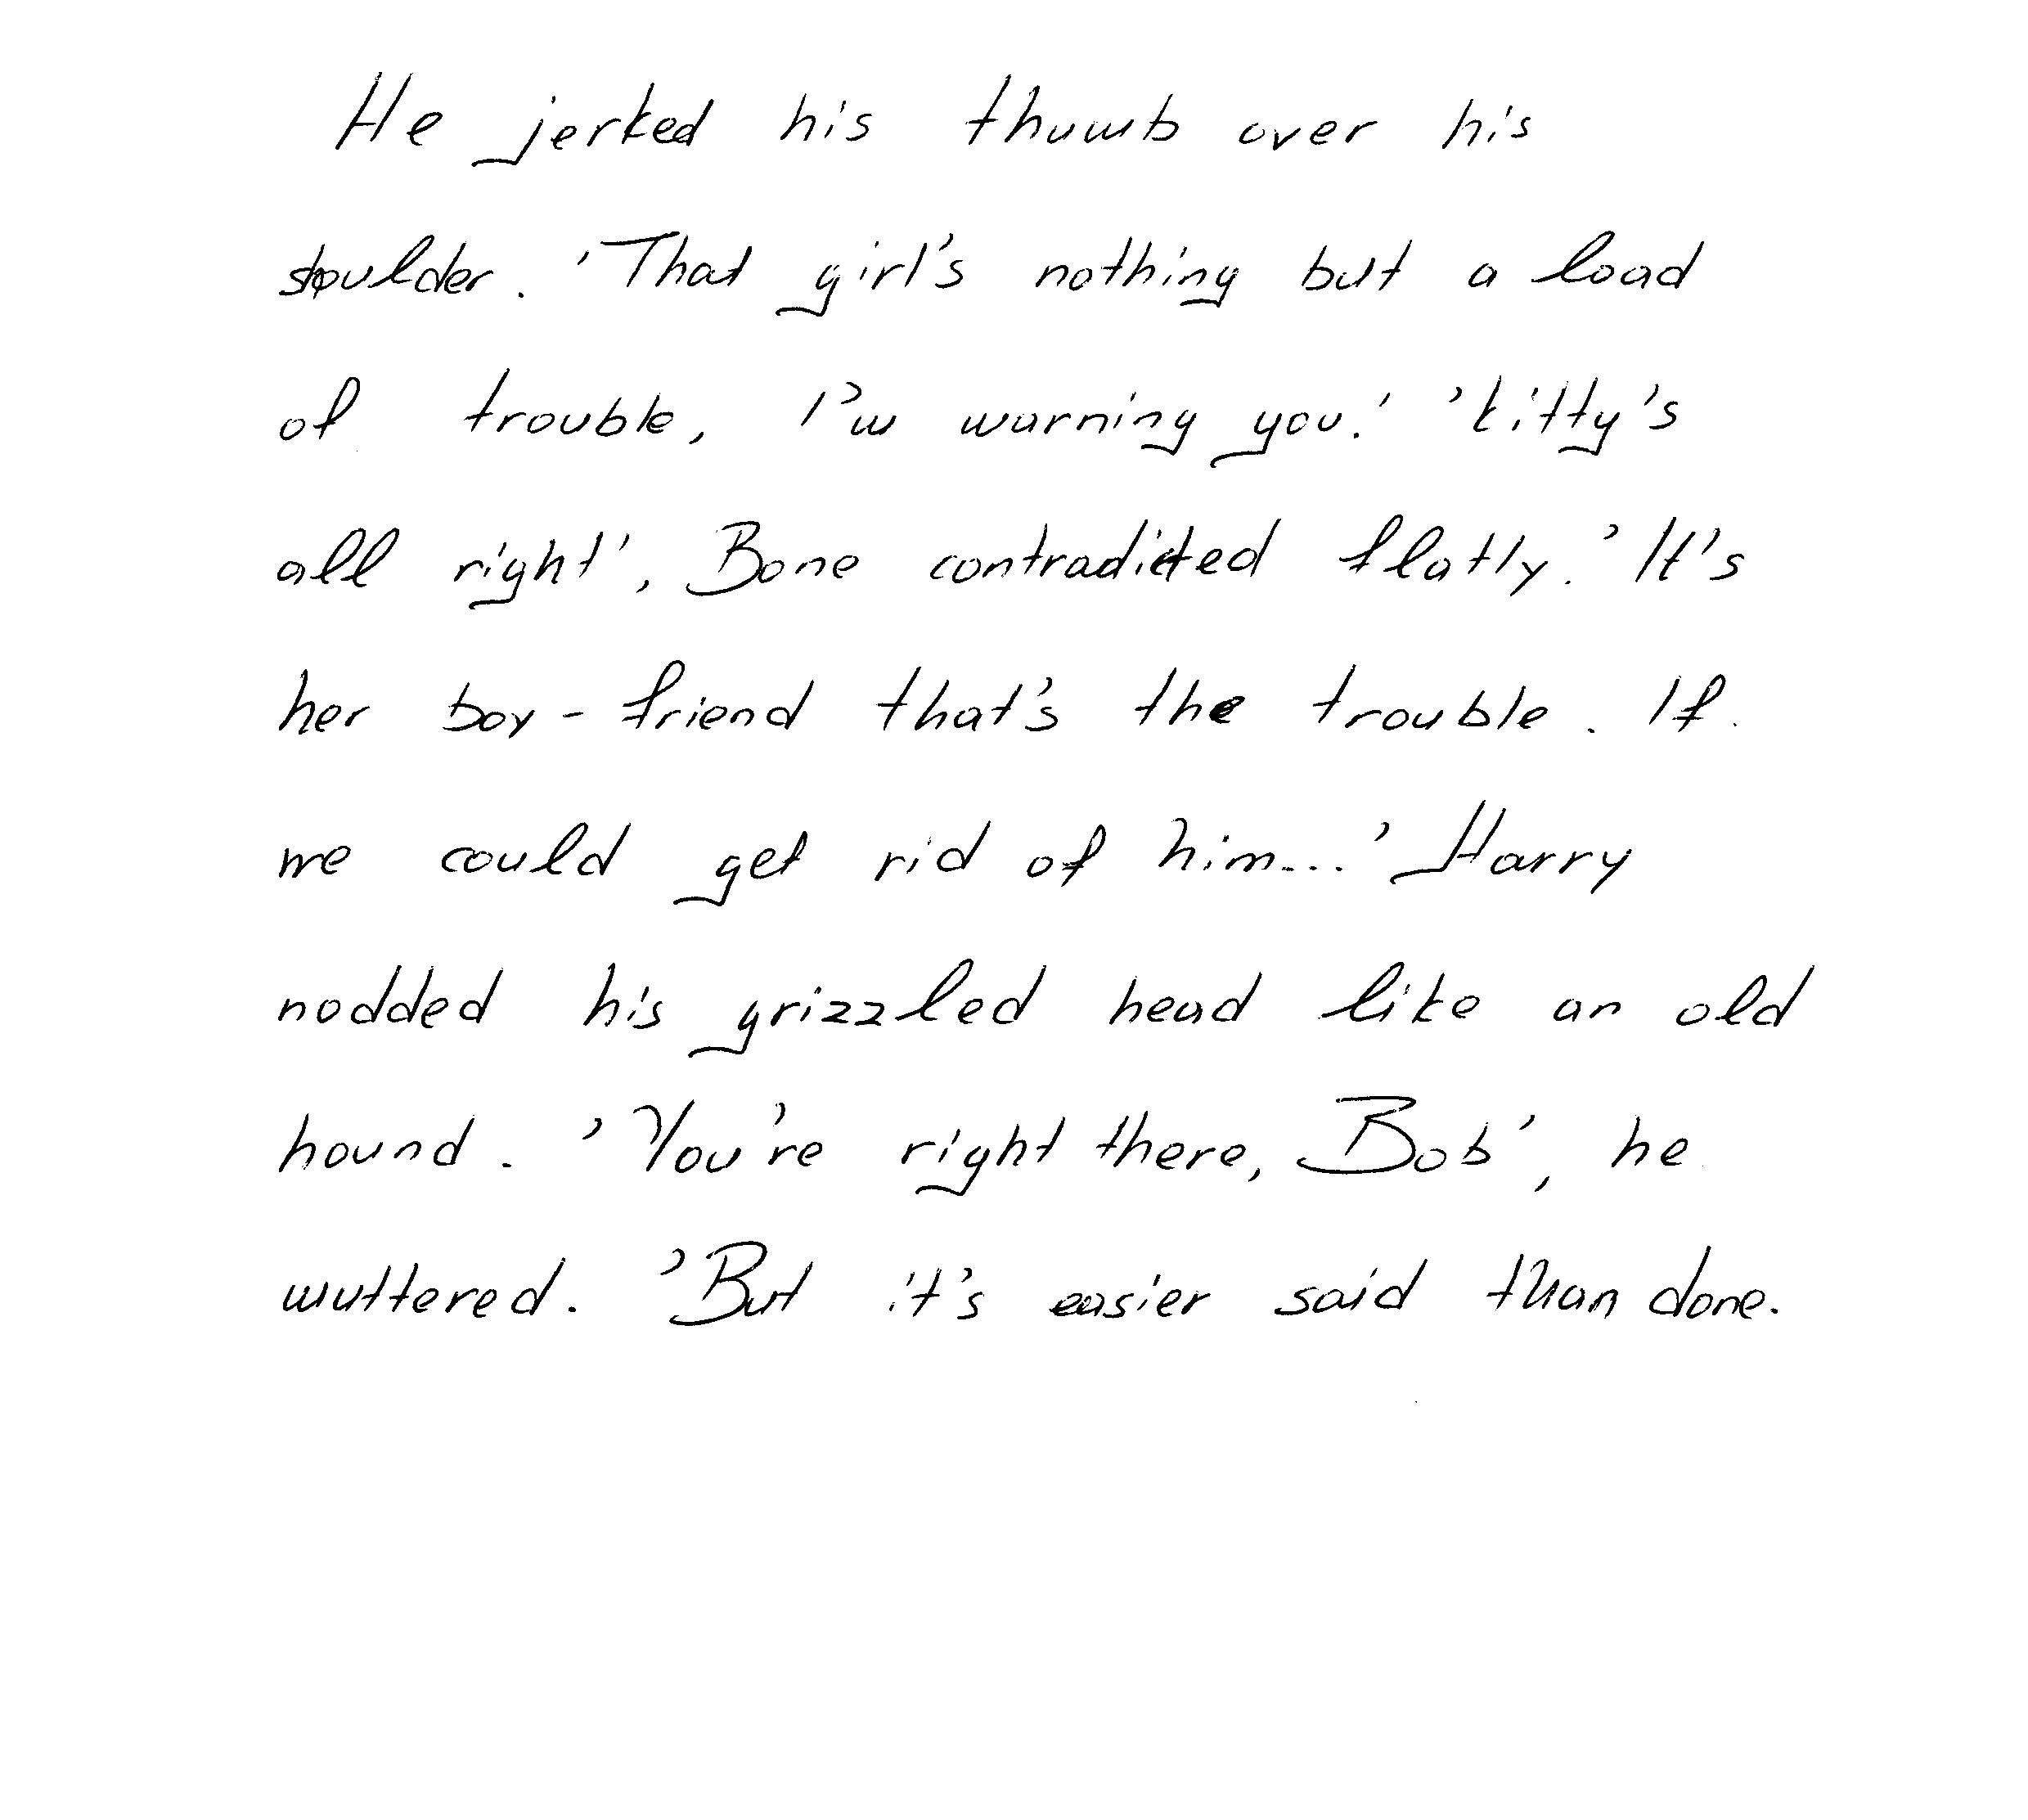 He jerked his thumb over his
shoulder. 'That girl's nothing but a load
of trouble, I'm warning you.' 'Kitty's
all right', Bone contradicted flatly.' It's
her boy-friend that's the trouble. If
we could get rid of him...' Harry
nodded his grizzled head like an old
hound. 'You're right there, Bob', he
muttered. 'But it's easier said than done.